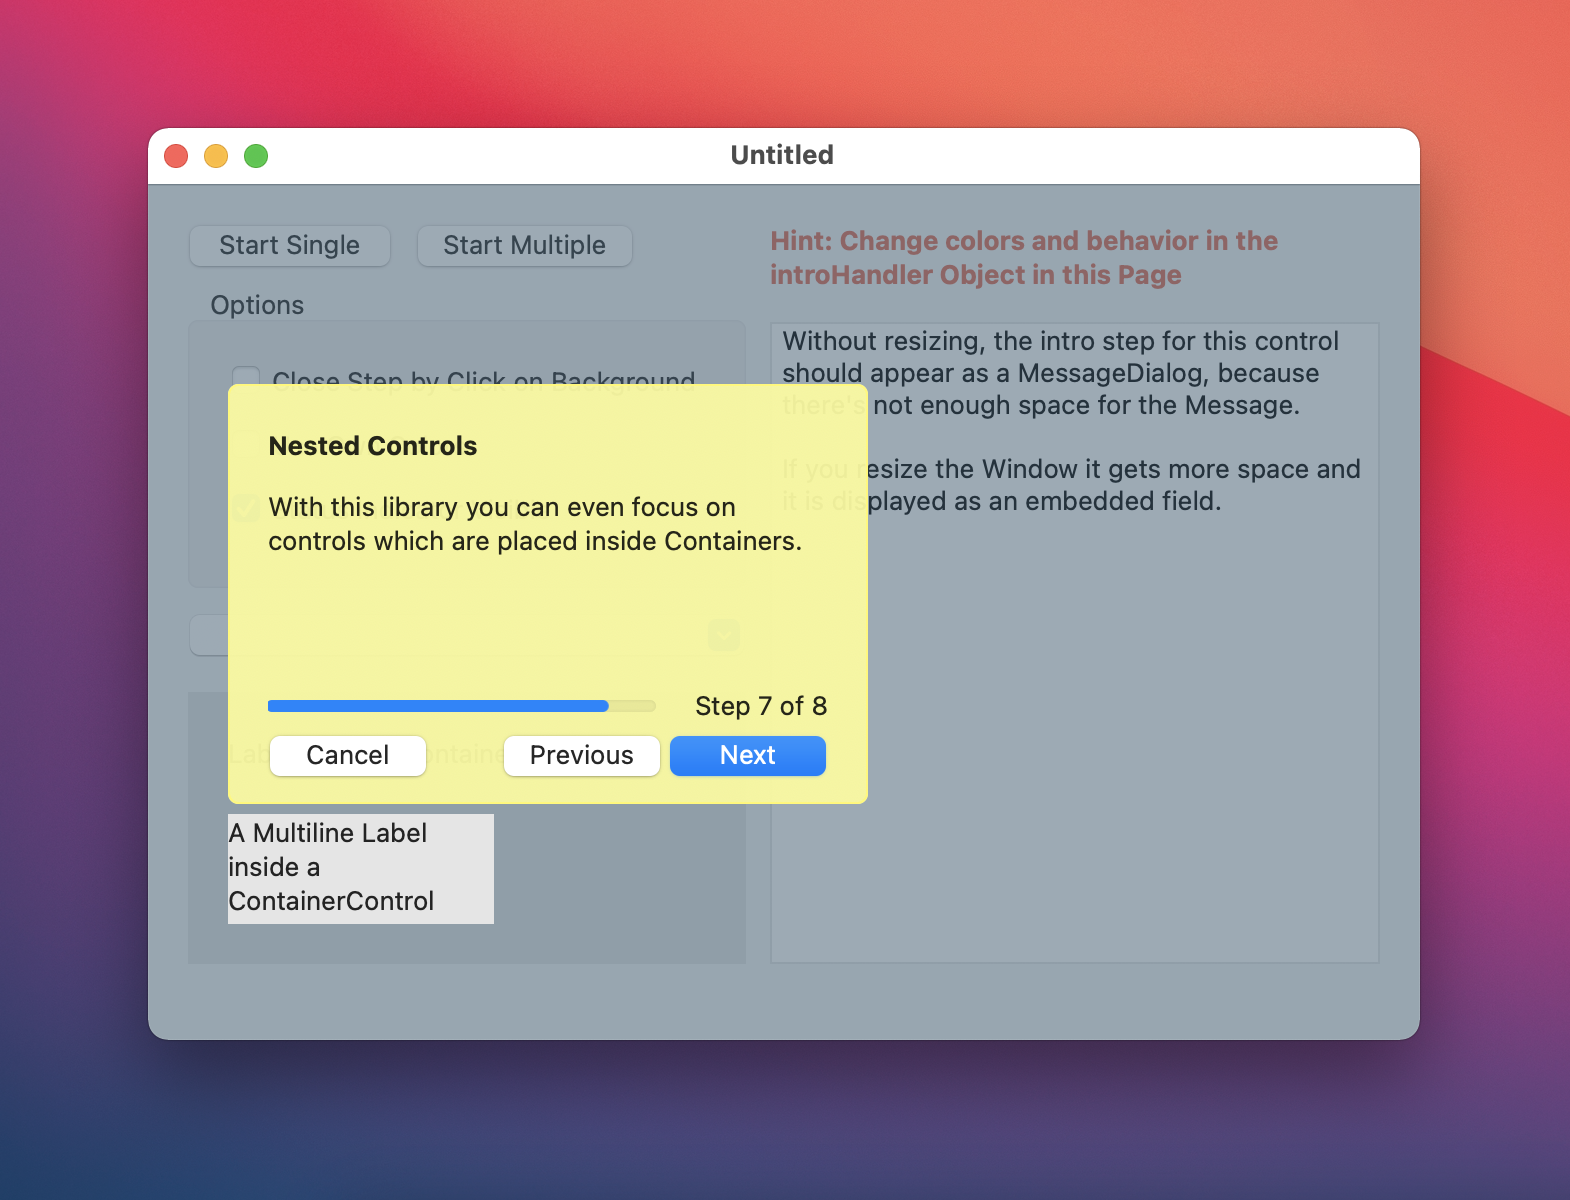 Untitled
Start Single
Start Multiple
Options
Close Step by Click on Background
Hint: Change colors and behavior in the
introHandler Object in this Page
Without resizing, the intro step for this control
should appear as a MessageDialog, because
there's not enough space for the Message.
If you resize the Window it gets more space and
it is displayed as an embedded field.
Nested Controls
With this library you can even focus on
controls which are placed inside Containers.
Step 7 of 8
Cancel
Previous
Next
A Multiline Label
inside a
ContainerControl